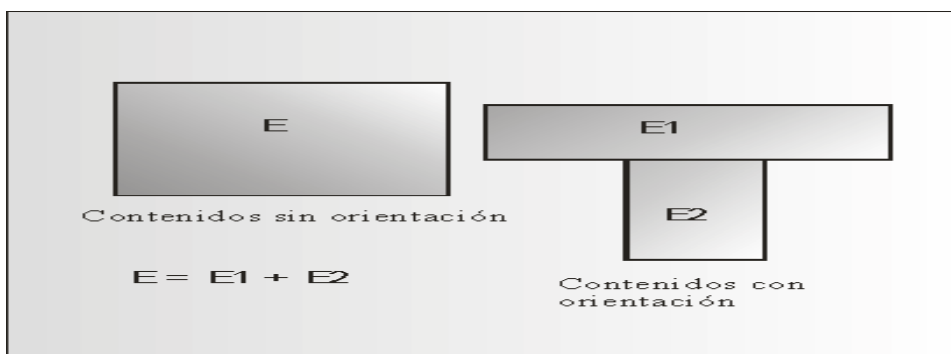 E
Contenidos sin orientación
E = E1 + E2
E1
E2
Contenidos con
orientación